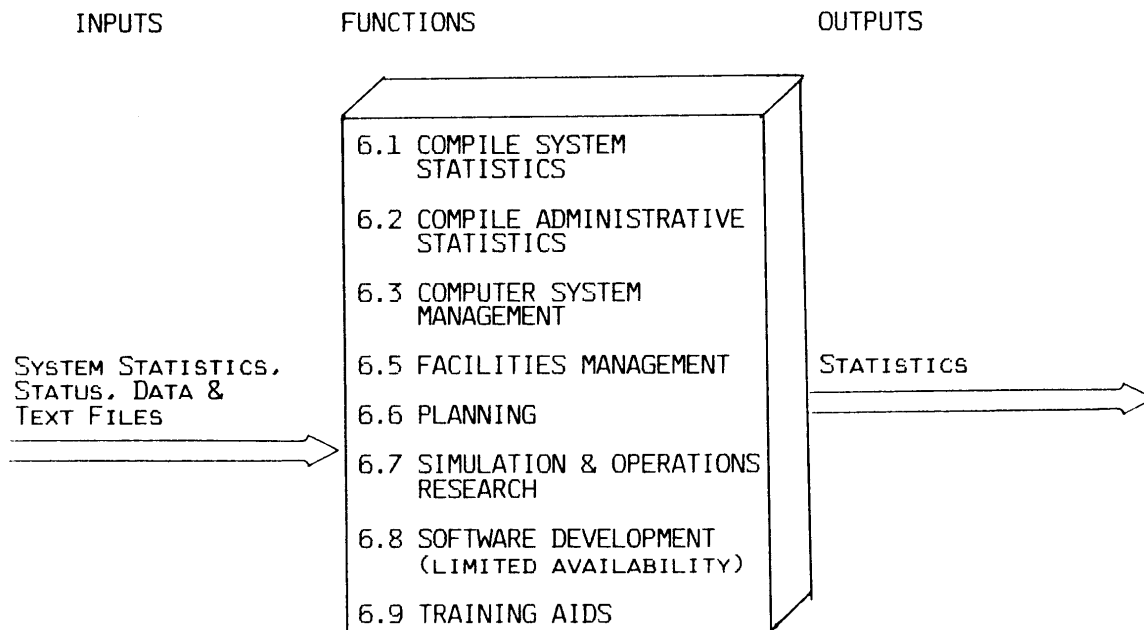 INPUTS FUNCTIONS OUTPUTS
6.1 COMPILE SYSTEM
STATISTICS
6.2 COMPILE ADMINISTRATIVE
STATISTICS
6.3 COMPUTER SYSTEM
MANAGEMENT
SYSTEM STATISTICS,
STATUS, DATA &
TEXT FILES
6.5 FACILITIES MANAGEMENT
6.6 PLANNING
6.7 SIMULATION & OPERATIONS
RESEARCH
6.8 SOFTWARE DEVELOPMENT
(LIMITED AVAILABILITY)
6.9 TRAINING AIDS
STATISTICS